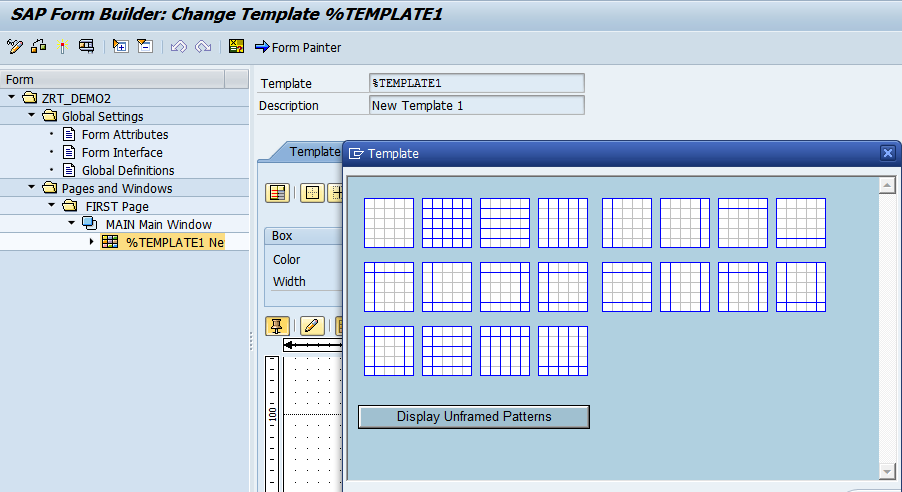 SAP Form Builder: Change Template %TEMPLATE1
Form Painter
Form
ZRT_DEMO2
Global Settings
Form Attributes
Form Interface
Global Definitions
Pages and Windows
FIRST Page
MAIN Main Window
%TEMPLATE1 Ne
Template %TEMPLATE1
Description New Template 1
Template
Box
Color
Width
100
Template
Display Unframed Patterns